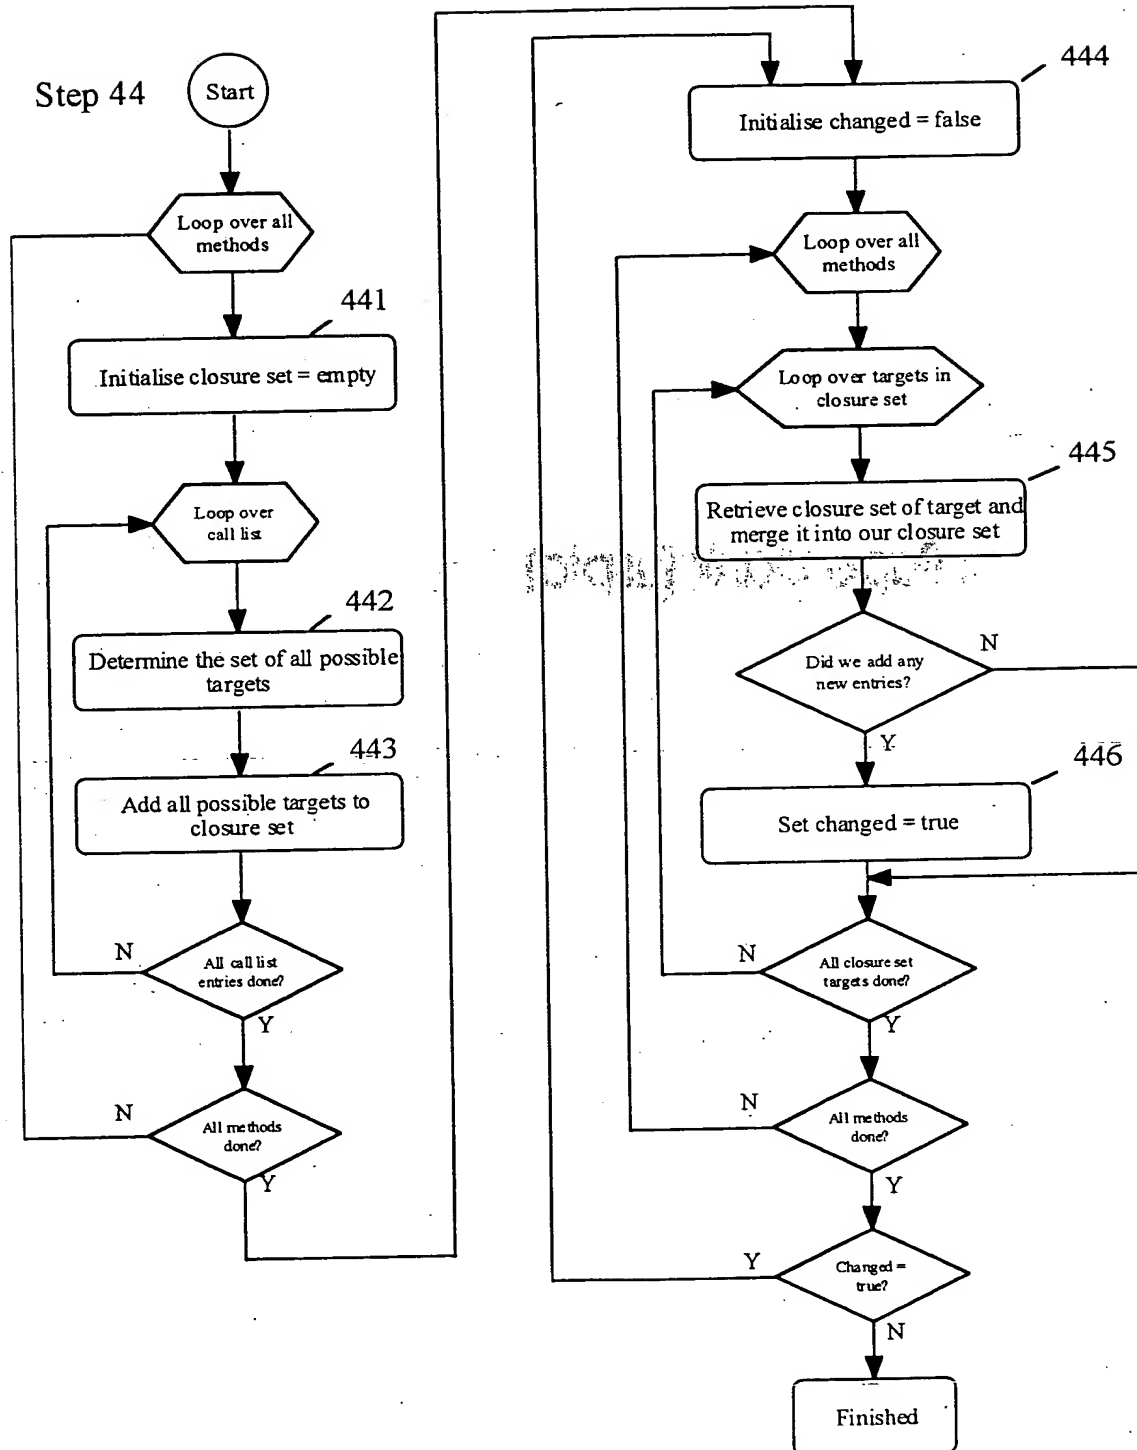 Step 44
Start
Loop over all
methods
441
Initialise closure set = empty
Loop over
call list
442
Determine the set of all possible
targets
443
Add all possible targets to
closure set
N
All call list
entries done?
Y
N
All methods
done?
Y
444
Initialise changed = false
Loop over all
methods
Loop over targets in
closure set
445
Retrieve closure set of target and
merge it into our closure set
Did we add any
new entries?
N
Y
446
Set changed = true
N
All closure set
targets done?
Y
N
All methods
done?
Y
Y
Changed =
true?
N
Finished